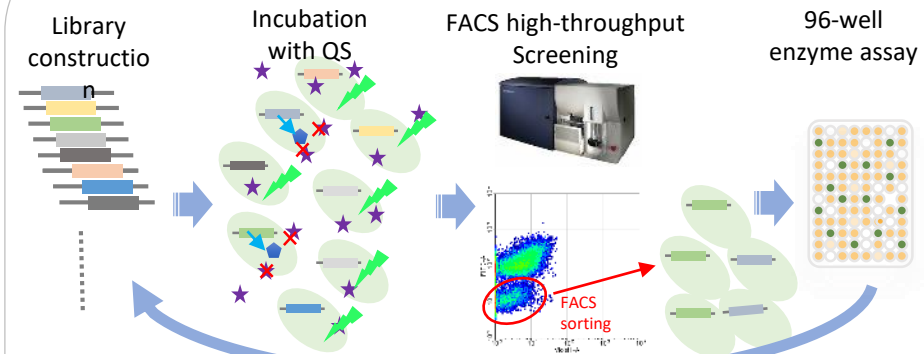 Library
constructio
n
Incubation
with QS
FACS high-throughput
Screening
96-well
enzyme assay
FACS
sorting